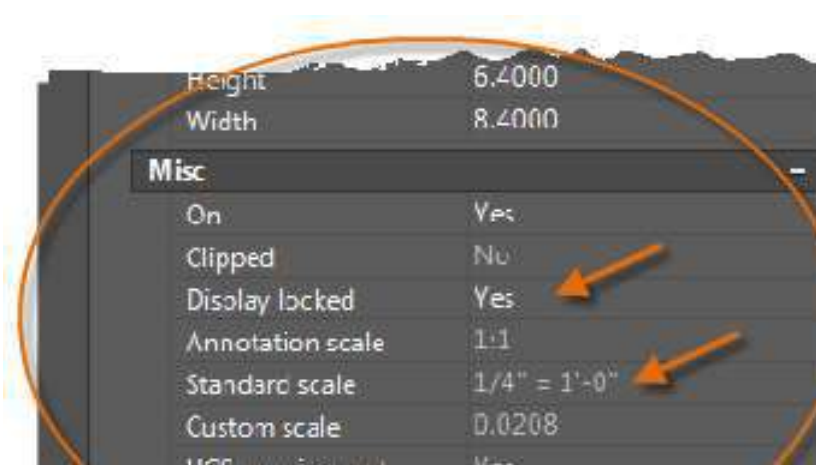 Height 6.4000
Width 8.4000
Misc
On Yes
Clipped No
Display locked Yes
Annotation scale 1:1
Standard scale 1/4" = 1'-0"
Custom scale 0.0208